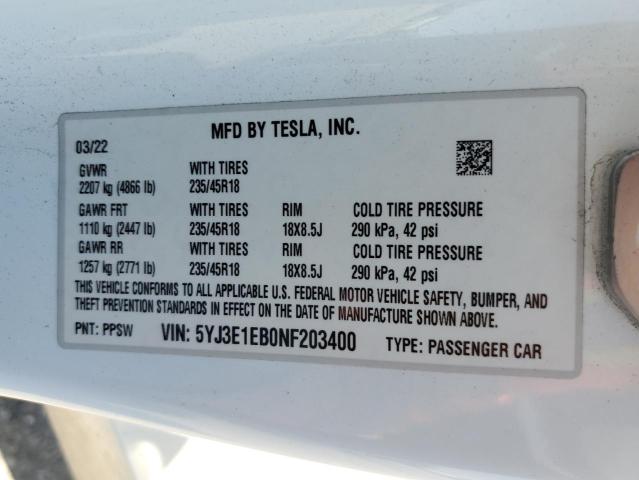 MFD BY TESLA, INC.
03/22
GVWR WITH TIRES
2207 kg (4866 lb) 235/45R18
GAWR FRT WITH TIRES RIM COLD TIRE PRESSURE
1110 kg (2447 lb) 235/45R18 18X8.5J 290 kPa, 42 psi
GAWR RR WITH TIRES RIM COLD TIRE PRESSURE
1257 kg (2771 lb) 235/45R18 18X8.5J 290 kPa, 42 psi
THIS VEHICLE CONFORMS TO ALL APPLICABLE U.S. FEDERAL MOTOR VEHICLE SAFETY, BUMPER, AND
THEFT PREVENTION STANDARDS IN EFFECT ON THE DATE OF MANUFACTURE SHOWN ABOVE.
PNT: PPSW VIN: 5YJ3E1EB0NF203400 TYPE: PASSENGER CAR